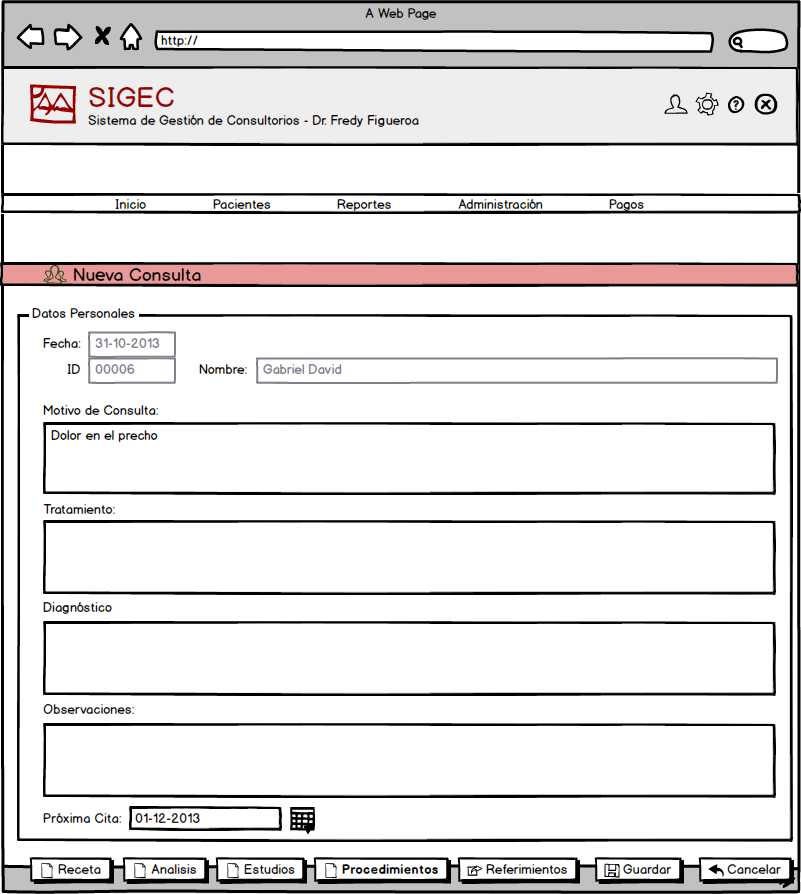 A Web Page
http://
SIGEC
Sistema de Gestión de Consultorios - Dr. Fredy Figueroa
Inicio Pacientes Reportes Administración Pagos
Nueva Consulta
Datos Personales
Fecha: 31-10-2013
ID 00006 Nombre: Gabriel David
Motivo de Consulta:
Dolor en el precho
Tratamiento:
Diagnóstico
Observaciones:
Próxima Cita: 01-12-2013
Receta Analisis Estudios Procedimientos Referimientos Guardar Cancelar